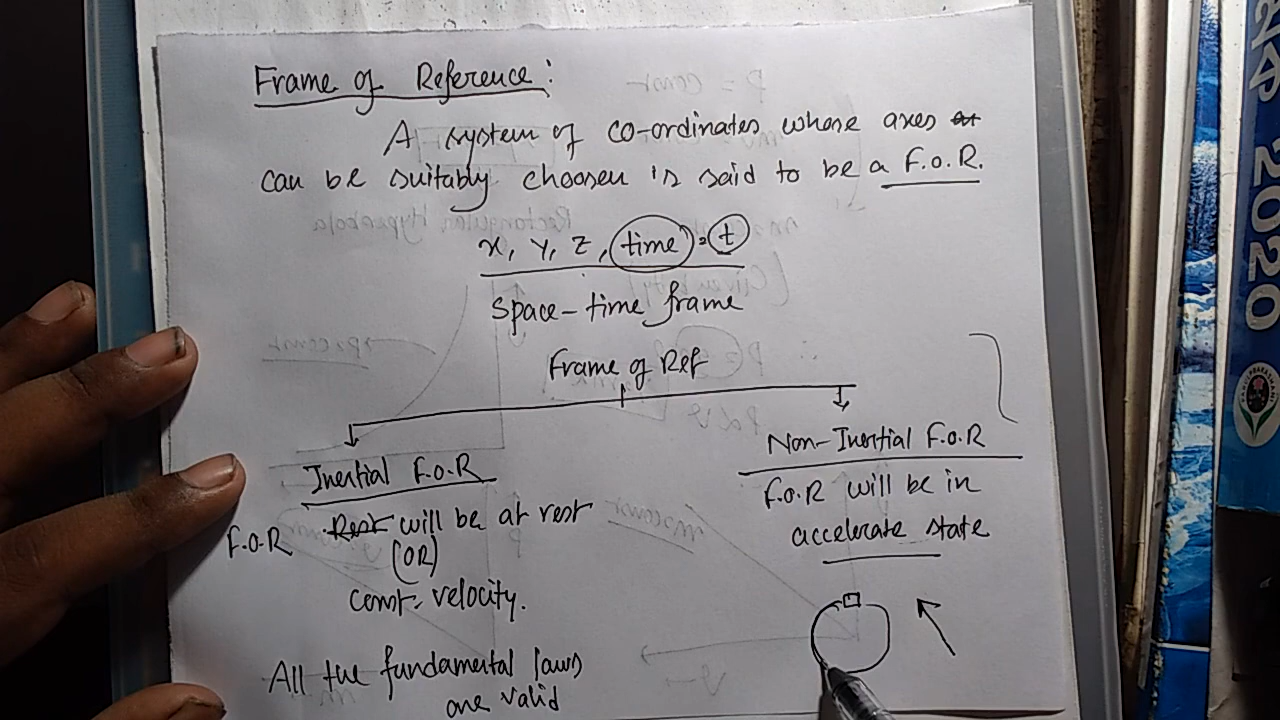 Frame of Reference:
A system of co-ordinates whose axes
can be suitably choosen is said to be a F.O.R.
x, y, z, time = t
Space-time frame
Frame of Ref
Inertial F.O.R
F.O.R Rest will be at rest
(OR)
const. velocity.
All the fundamental laws
are valid
Non-Inertial F.O.R
F.O.R will be in
accelerate state
2020